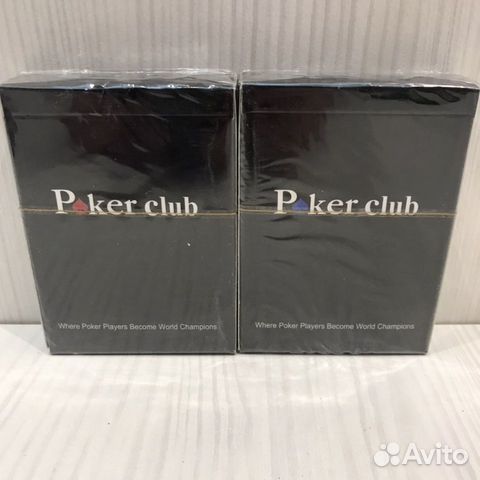 Poker club
Where Poker Players Become World Champions
Poker club
Where Poker Players Become World Champions
Avito